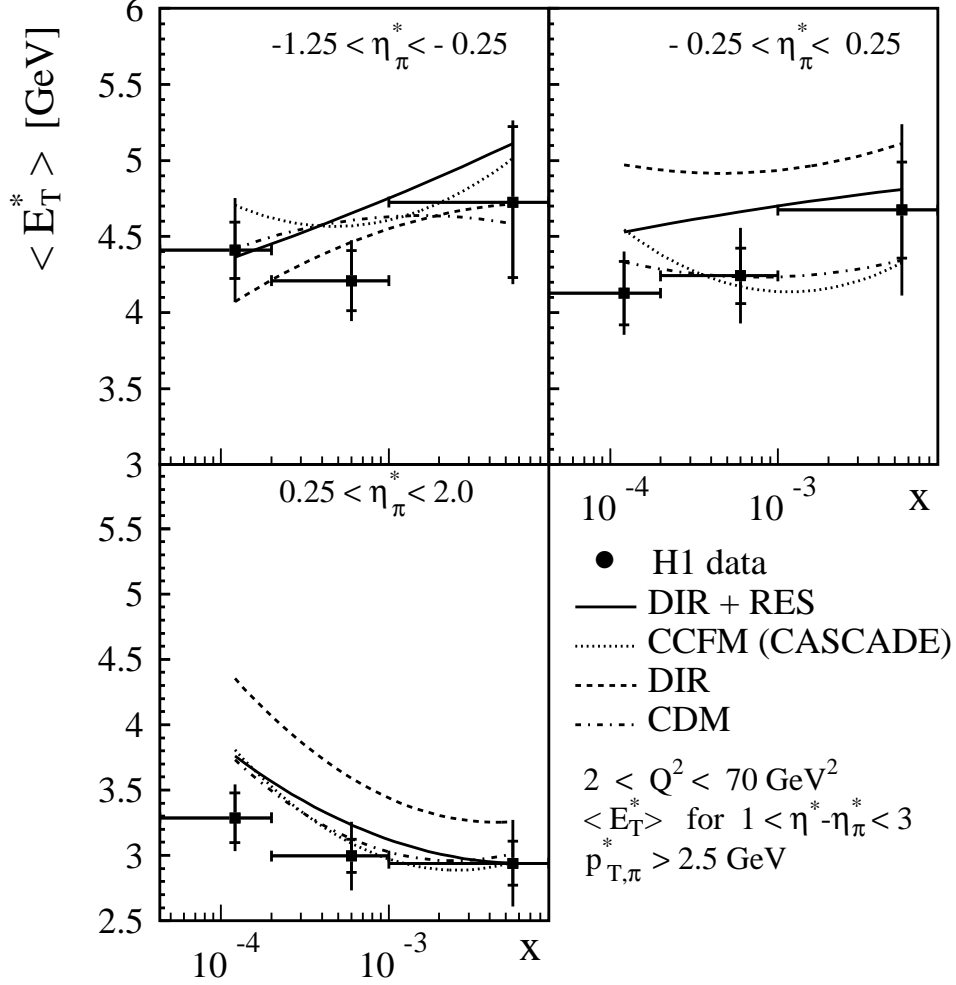 < E*T > [GeV]
6
5.5
5
4.5
4
3.5
3
-1.25 < η*π < - 0.25
- 0.25 < η*π < 0.25
10⁻⁴
10⁻³
x
5.5
5
4.5
4
3.5
3
2.5
0.25 < η*π < 2.0
10⁻⁴
10⁻³
x
H1 data
DIR + RES
CCFM (CASCADE)
DIR
CDM
2 < Q² < 70 GeV²
< E*T > for 1 < η*-η*π < 3
p*T,π > 2.5 GeV